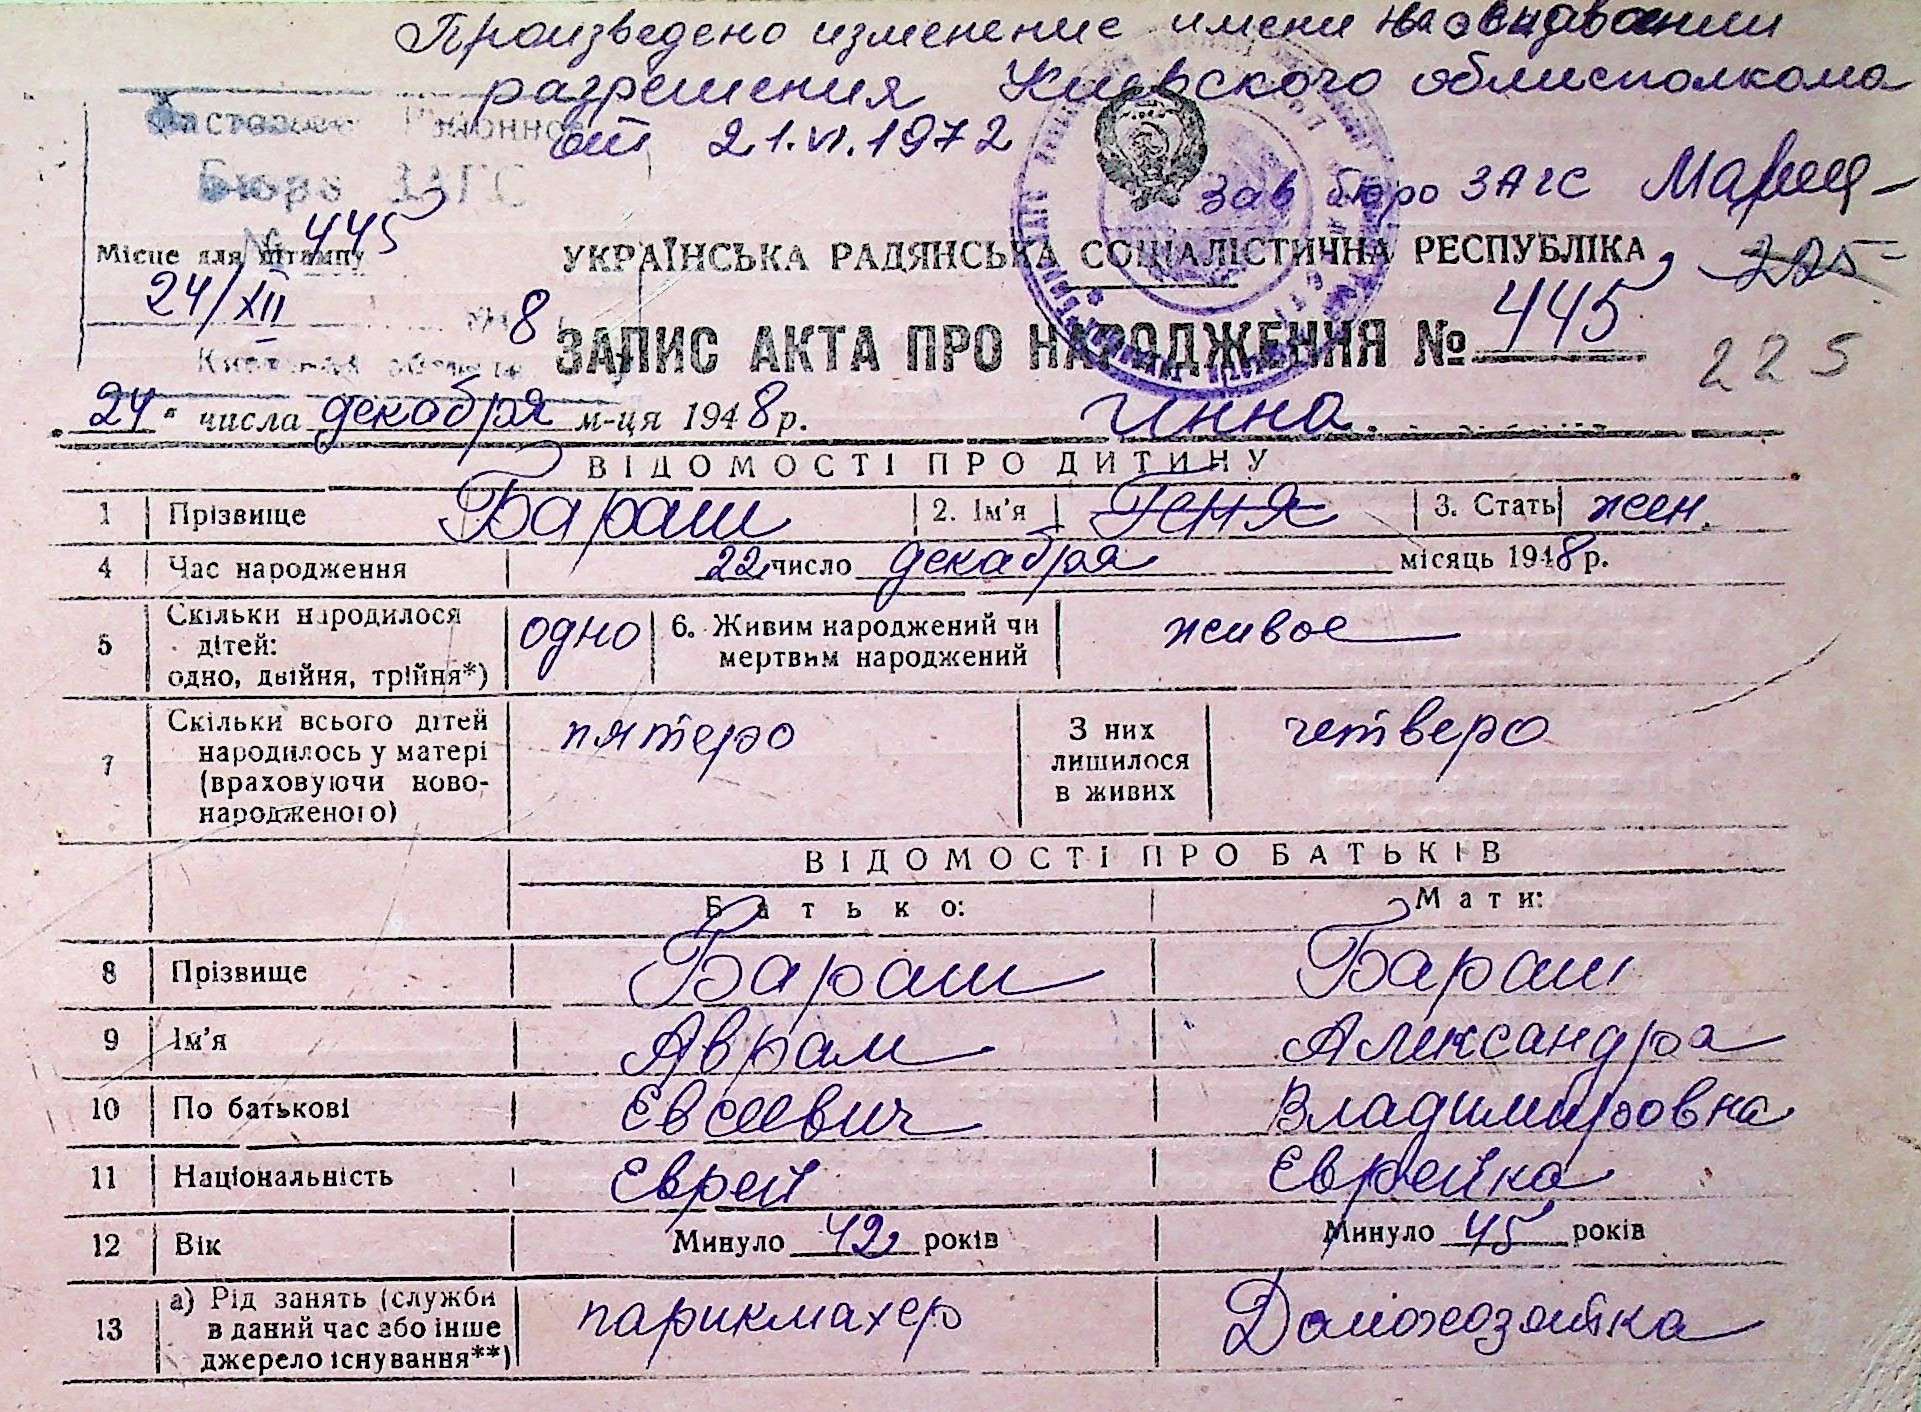 Произведено изменение имени на основании
разрешения Киевского облисполкома
от 21.VI.1972
Зав бюро ЗАГС
Бюро ЗАГС
№ 445
Місце для штампу
24/XII 1948
УКРАЇНСЬКА РАДЯНСЬКА СОЦІАЛІСТИЧНА РЕСПУБЛІКА
225
ЗАПИС АКТА ПРО НАРОДЖЕННЯ № 445
225
"24" числа декабря м-ця 1948 р. Инна
ВІДОМОСТІ ПРО ДИТИНУ
1 Прізвище Бараш 2. Ім'я Геня 3. Стать жен.
4 Час народження 22 число декабря місяць 1948 р.
5 Скільки народилося дітей: одно, двійня, трійня*) одно 6. Живим народжений чи мертвим народжений живое
7 Скільки всього дітей народилось у матері (враховуючи новонародженого) пятеро З них лишилося в живих четверо
ВІДОМОСТІ ПРО БАТЬКІВ
Батько: Мати:
8 Прізвище Бараш Бараш
9 Ім'я Аврам Александра
10 По батькові Евсеевич Владимировна
11 Національність Еврей Еврейка
12 Вік Минуло 42 років Минуло 45 років
13 а) Рід занять (служби в даний час або інше джерело існування**) парикмахер Домохозяйка